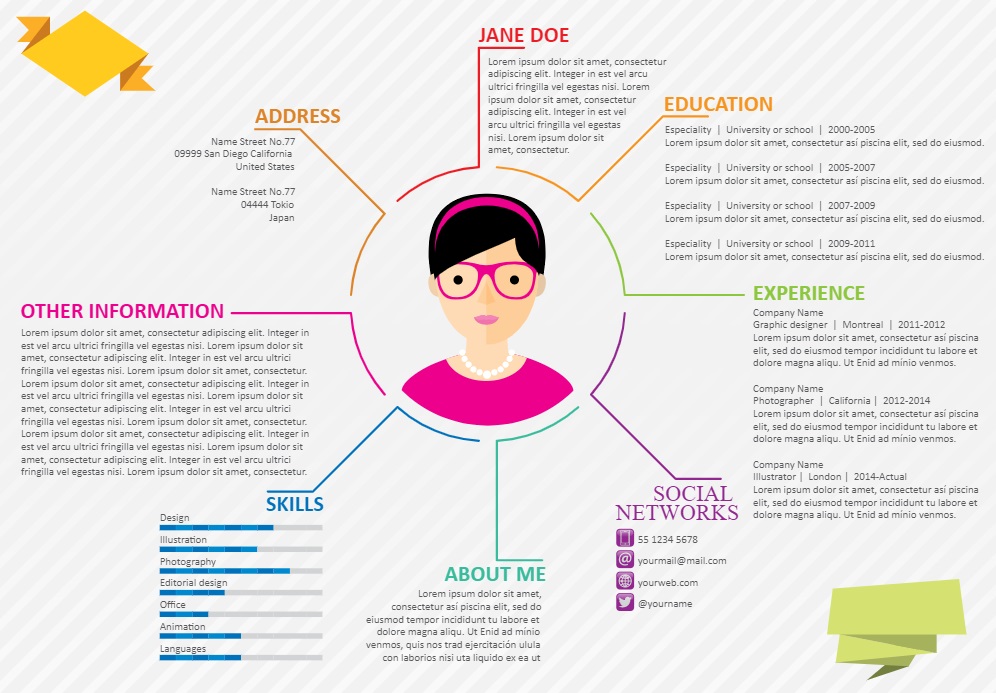 JANE DOE
Lorem ipsum dolor sit amet, consectetur
adipiscing elit. Integer in est vel arcu
ultrici fringilla vel egestas nisi. Lorem
ipsum dolor sit amet, consectetur
adipiscing elit. Integer in est vel
arcu ultrici fringilla vel egestas
nisi. Lorem ipsum dolor sit
amet, consectetur.
ADDRESS
Name Street No.77
09999 San Diego California
United States
Name Street No.77
04444 Tokio
Japan
EDUCATION
Especiality | University or school | 2000-2005
Lorem ipsum dolor sit amet, consectetur así piscina elit, sed do eiusmod.
Especiality | University or school | 2005-2007
Lorem ipsum dolor sit amet, consectetur así piscina elit, sed do eiusmod.
Especiality | University or school | 2007-2009
Lorem ipsum dolor sit amet, consectetur así piscina elit, sed do eiusmod.
Especiality | University or school | 2009-2011
Lorem ipsum dolor sit amet, consectetur así piscina elit, sed do eiusmod.
OTHER INFORMATION
Lorem ipsum dolor sit amet, consectetur adipiscing elit. Integer in
est vel arcu ultrici fringilla vel egestas nisi. Lorem ipsum dolor sit
amet, consectetur adipiscing elit. Integer in est vel arcu ultrici
fringilla vel egestas nisi. Lorem ipsum dolor sit amet, consectetur.
Lorem ipsum dolor sit amet, consectetur adipiscing elit. Integer in
est vel arcu ultrici fringilla vel egestas nisi. Lorem ipsum dolor sit
amet, consectetur adipiscing elit. Integer in est vel arcu ultrici
fringilla vel egestas nisi. Lorem ipsum dolor sit amet, consectetur.
Lorem ipsum dolor sit amet, consectetur adipiscing elit. Integer in
est vel arcu ultrici fringilla vel egestas nisi. Lorem ipsum dolor sit
amet, consectetur adipiscing elit. Integer in est vel arcu ultrici
fringilla vel egestas nisi. Lorem ipsum dolor sit amet, consectetur.
EXPERIENCE
Company Name
Graphic designer | Montreal | 2011-2012
Lorem ipsum dolor sit amet, consectetur así piscina
elit, sed do eiusmod tempor incididunt tu labore et
dolore magna aliqu. Ut Enid ad mínio veniam.
Company Name
Photographer | California | 2012-2014
Lorem ipsum dolor sit amet, consectetur así piscina
elit, sed do eiusmod tempor incididunt tu labore et
dolore magna aliqu. Ut Enid ad mínio veniam.
Company Name
Illustrator | London | 2014-Actual
Lorem ipsum dolor sit amet, consectetur así piscina
elit, sed do eiusmod tempor incididunt tu labore et
dolore magna aliqu. Ut Enid ad mínio veniam.
SKILLS
Design
Illustration
Photography
Editorial design
Office
Animation
Languages
ABOUT ME
Lorem ipsum dolor sit amet,
consectetur así piscina elit, sed do
eiusmod tempor incididunt tu labore et
dolore magna aliqu. Ut Enid ad mínio
venmos, quis nos trad ejercitación ulula
con laborios nisi uta liquido ex ea ut
SOCIAL
NETWORKS
55 1234 5678
@ yourmail@mail.com
yourweb.com
@yourname